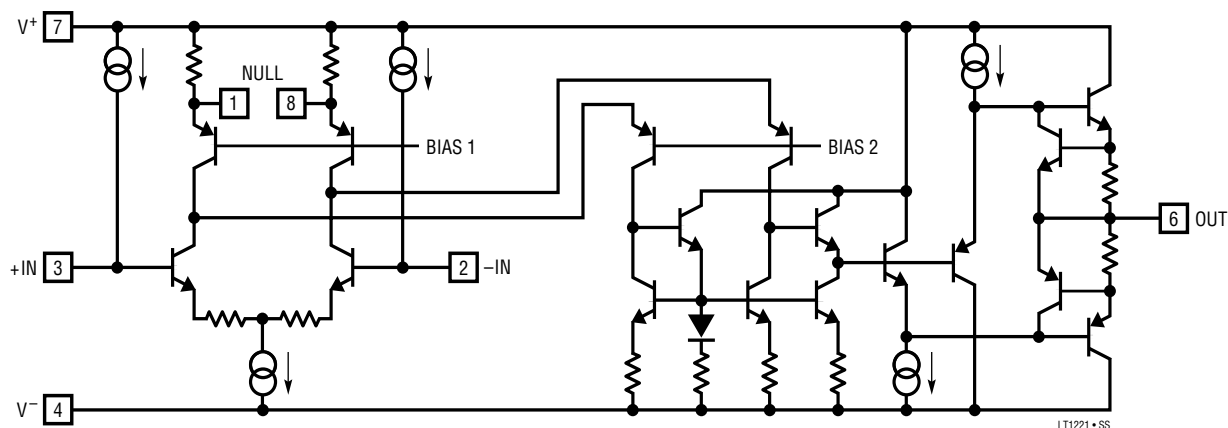 V+ 7
NULL
1 8
BIAS 1
BIAS 2
6 OUT
+IN 3
2 –IN
V– 4
LT1221 • SS